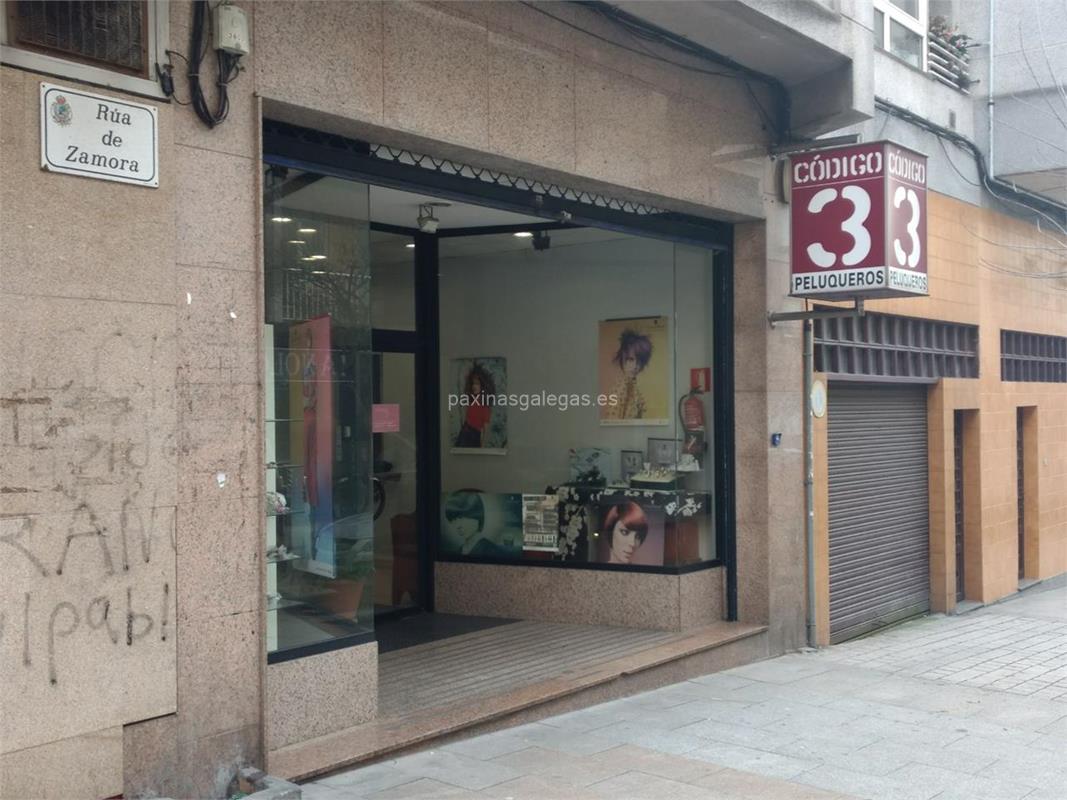 Rúa
de
Zamora
CÓDIGO
3
PELUQUEROS
CÓDIGO
3
PELUQUEROS
paxinasgalegas.es